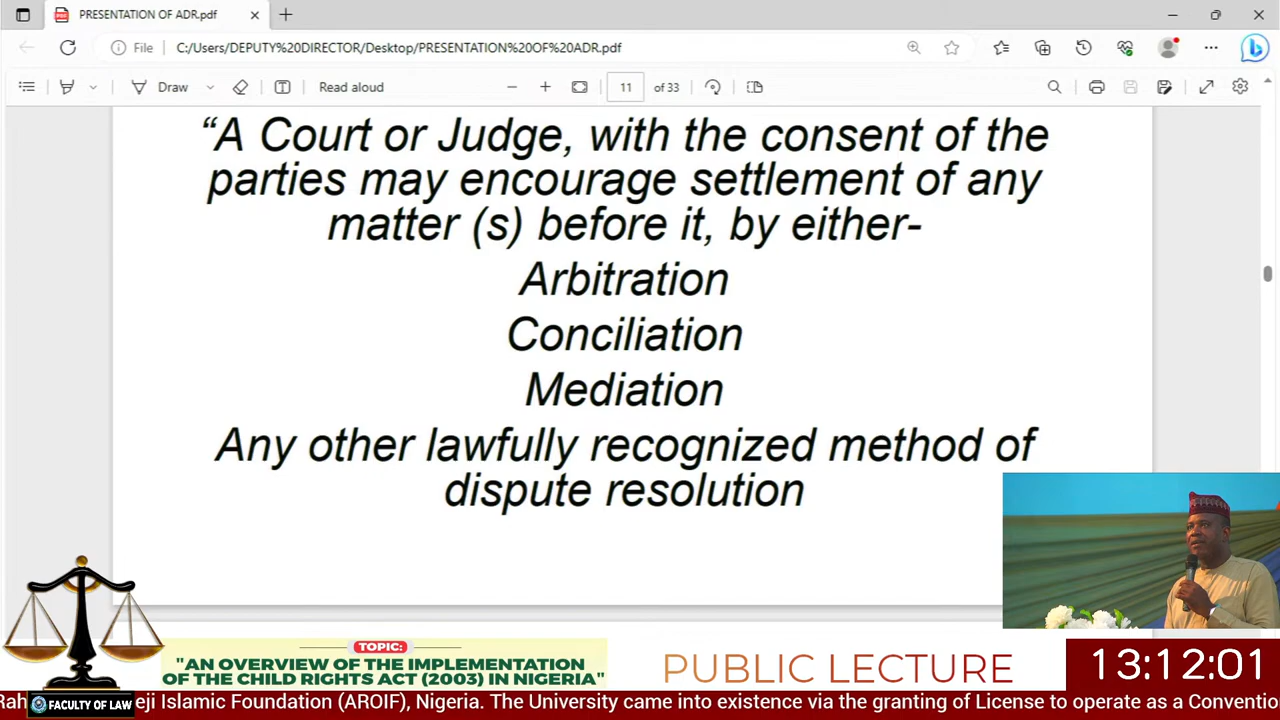 PRESENTATION OF ADR.pdf
File C:/Users/DEPUTY%20DIRECTOR/Desktop/PRESENTATION%20OF%20ADR.pdf
Draw Read aloud 11 of 33
“A Court or Judge, with the consent of the
parties may encourage settlement of any
matter (s) before it, by either-
Arbitration
Conciliation
Mediation
Any other lawfully recognized method of
dispute resolution
TOPIC:
"AN OVERVIEW OF THE IMPLEMENTATION
OF THE CHILD RIGHTS ACT (2003) IN NIGERIA"
PUBLIC LECTURE
13:12:01
FACULTY OF LAW
Islamic Foundation (AROIF), Nigeria. The University came into existence via the granting of License to operate as a